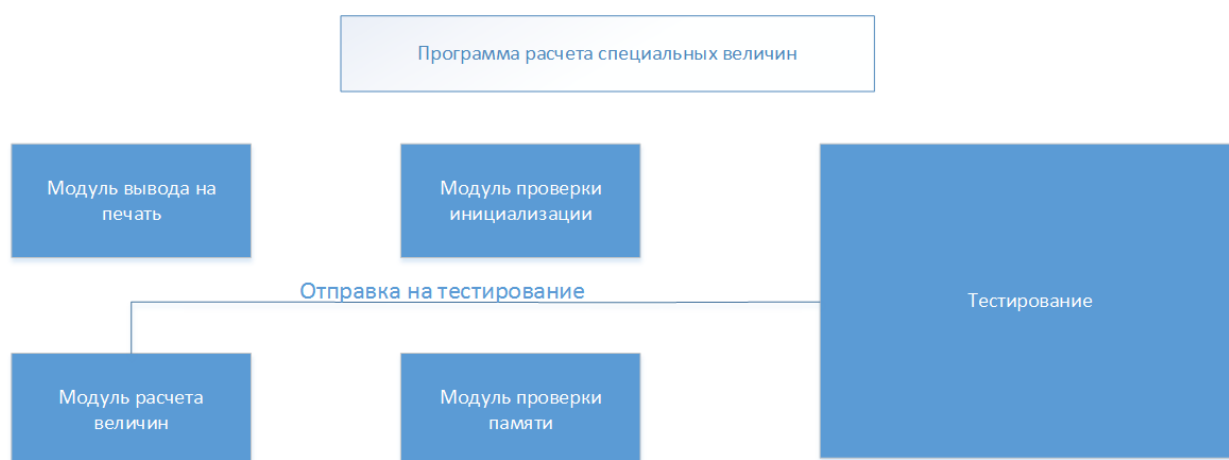 Программа расчета специальных величин
Модуль вывода на
печать
Модуль проверки
инициализации
Отправка на тестирование
Тестирование
Модуль расчета
величин
Модуль проверки
памяти